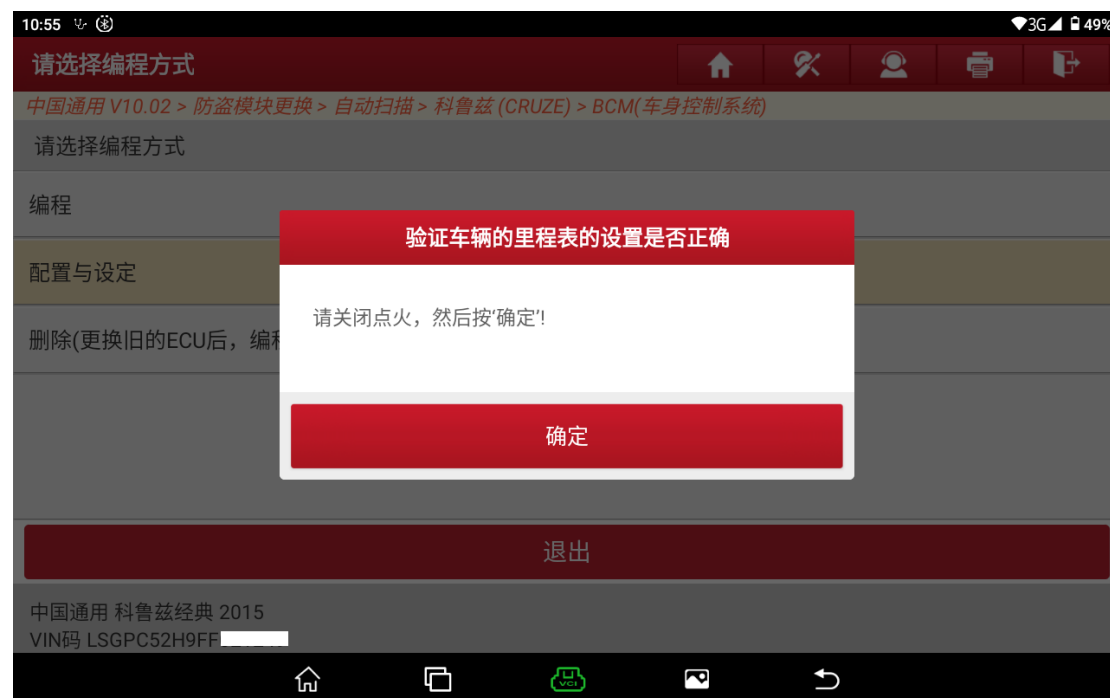 10:55 3G 49%
请选择编程方式
中国通用 V10.02 > 防盗模块更换 > 自动扫描 > 科鲁兹 (CRUZE) > BCM(车身控制系统)
请选择编程方式
编程
验证车辆的里程表的设置是否正确
配置与设定
请关闭点火，然后按'确定'!
删除(更换旧的ECU后，编程
确定
退出
中国通用 科鲁兹经典 2015
VIN码 LSGPC52H9FF
VCI